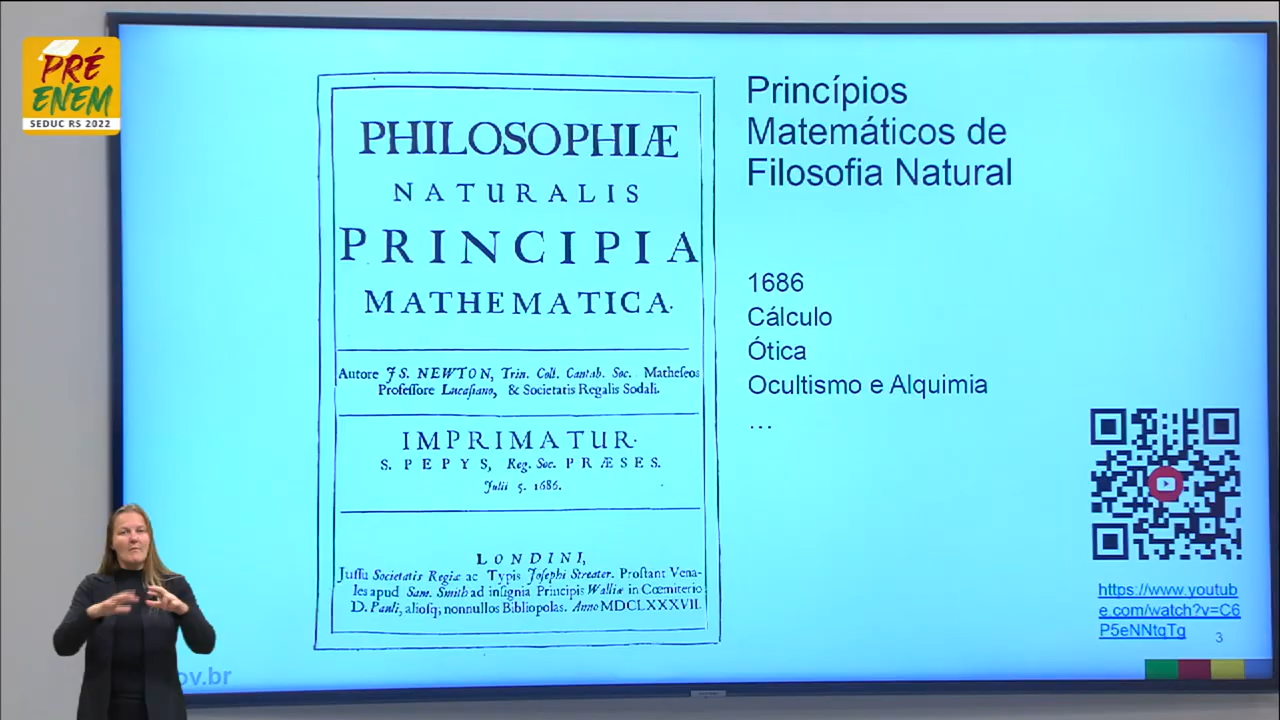 PRÉ
ENEM
SEDUC RS 2022
PHILOSOPHIÆ
NATURALIS
PRINCIPIA
MATHEMATICA.
Autore JS. NEWTON, Trin. Coll. Cantab. Soc. Matheseos
Professore Lucasiano, & Societatis Regalis Sodali.
IMPRIMATUR.
S. PEPYS, Reg. Soc. PRÆSES.
Julii 5. 1686.
LONDINI,
Jussu Societatis Regiæ ac Typis Josephi Streater. Prostant Vena-
les apud Sam. Smith ad insignia Principis Walliæ in Cœmiterio
D. Pauli, aliosq; nonnullos Bibliopolas. Anno MDCLXXXVII.
Princípios
Matemáticos de
Filosofia Natural
1686
Cálculo
Ótica
Ocultismo e Alquimia
...
https://www.youtub
e.com/watch?v=C6
P5eNNtqTg
3
ov.br